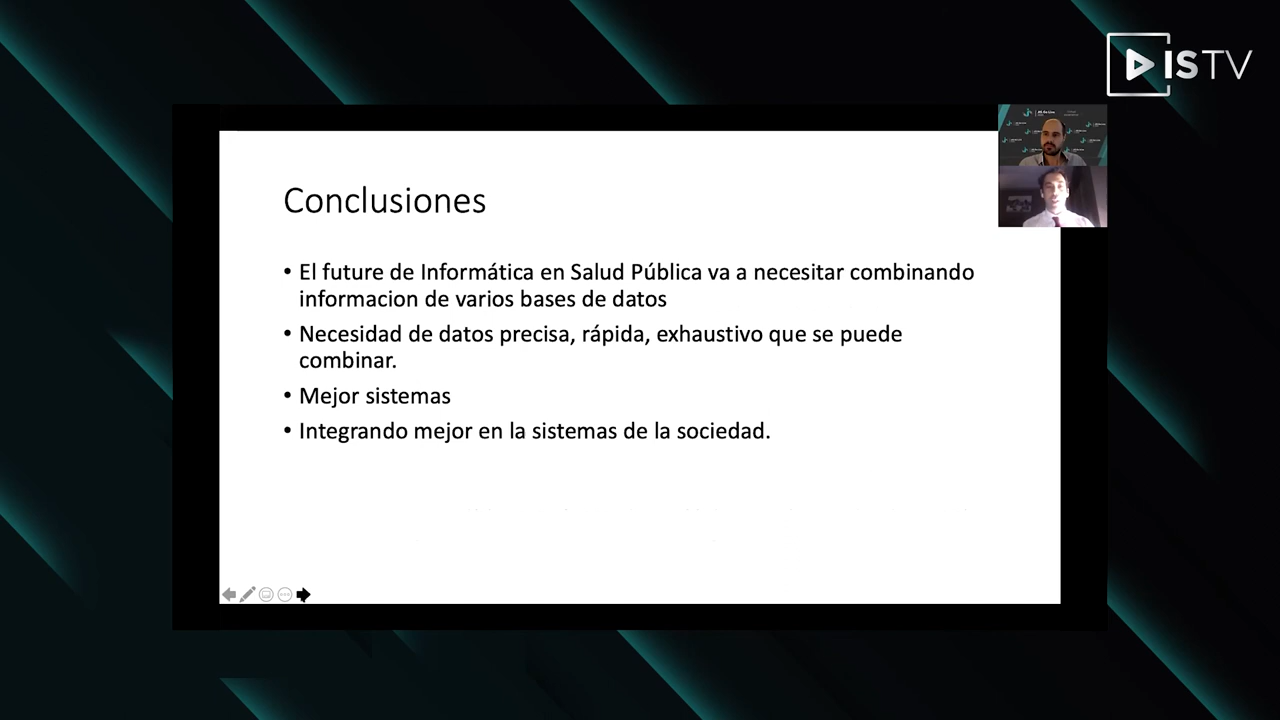 ISTV
Conclusiones
• El future de Informática en Salud Pública va a necesitar combinando
informacion de varios bases de datos
• Necesidad de datos precisa, rápida, exhaustivo que se puede
combinar.
• Mejor sistemas
• Integrando mejor en la sistemas de la sociedad.